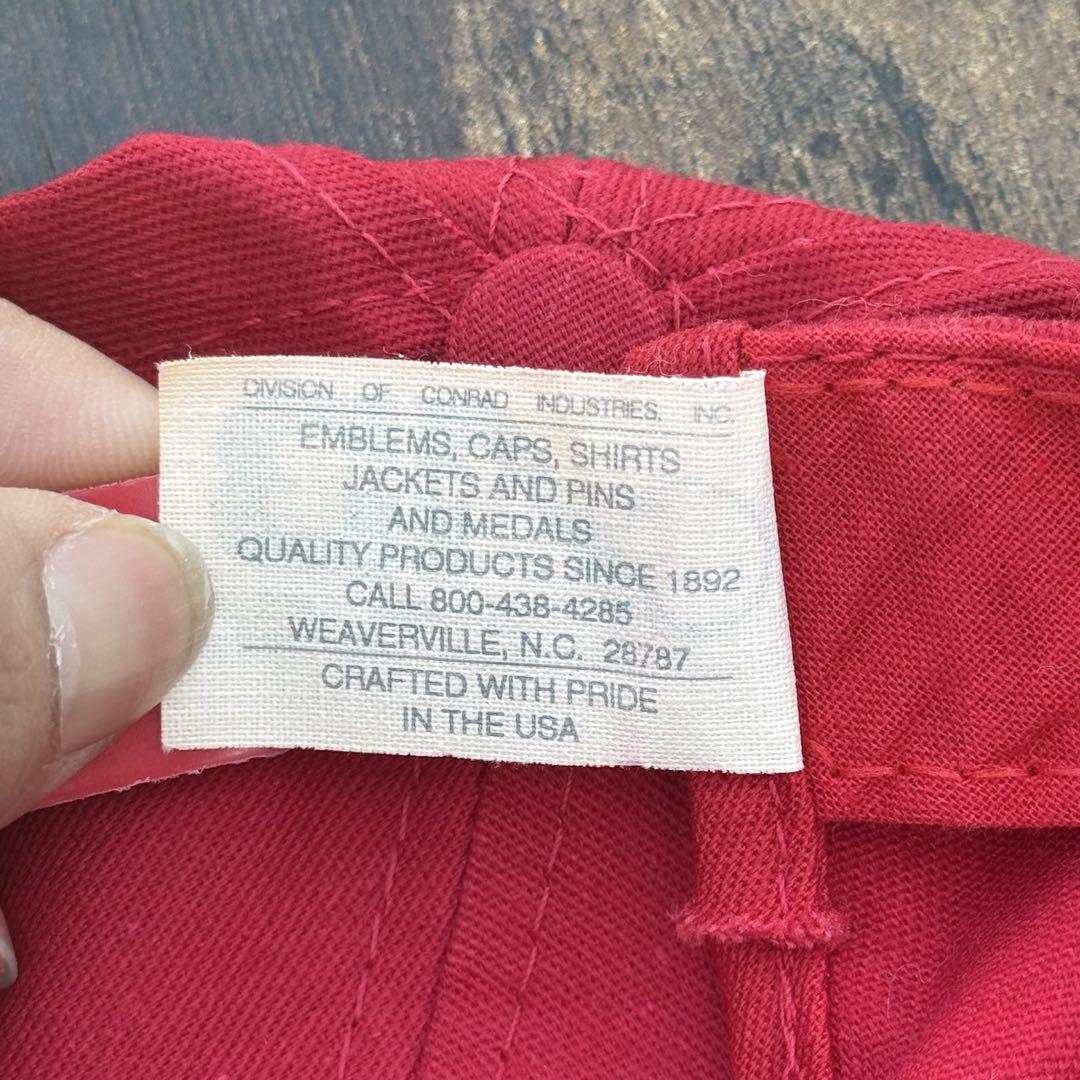 DIVISION OF CONRAD INDUSTRIES, INC.
EMBLEMS, CAPS, SHIRTS
JACKETS AND PINS
AND MEDALS
QUALITY PRODUCTS SINCE 1892
CALL 800-438-4285
WEAVERVILLE, N.C. 28787
CRAFTED WITH PRIDE
IN THE USA